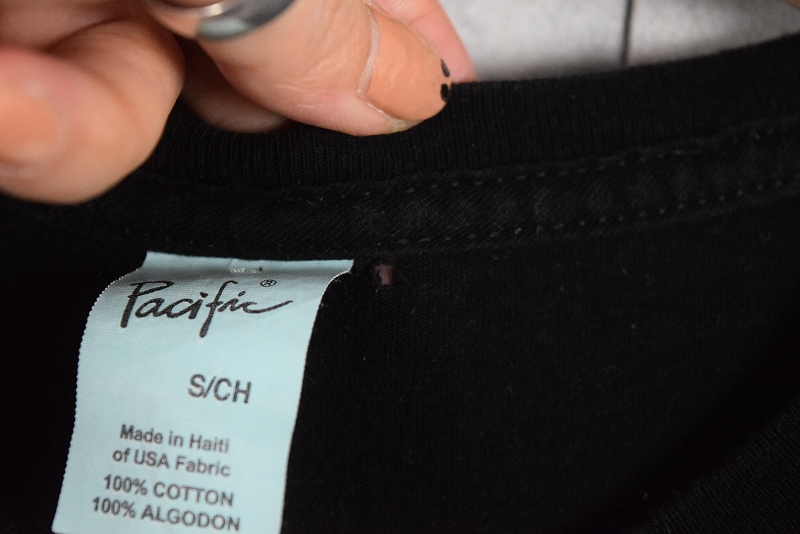 Pacific®
S/CH
Made in Haiti
of USA Fabric
100% COTTON
100% ALGODON